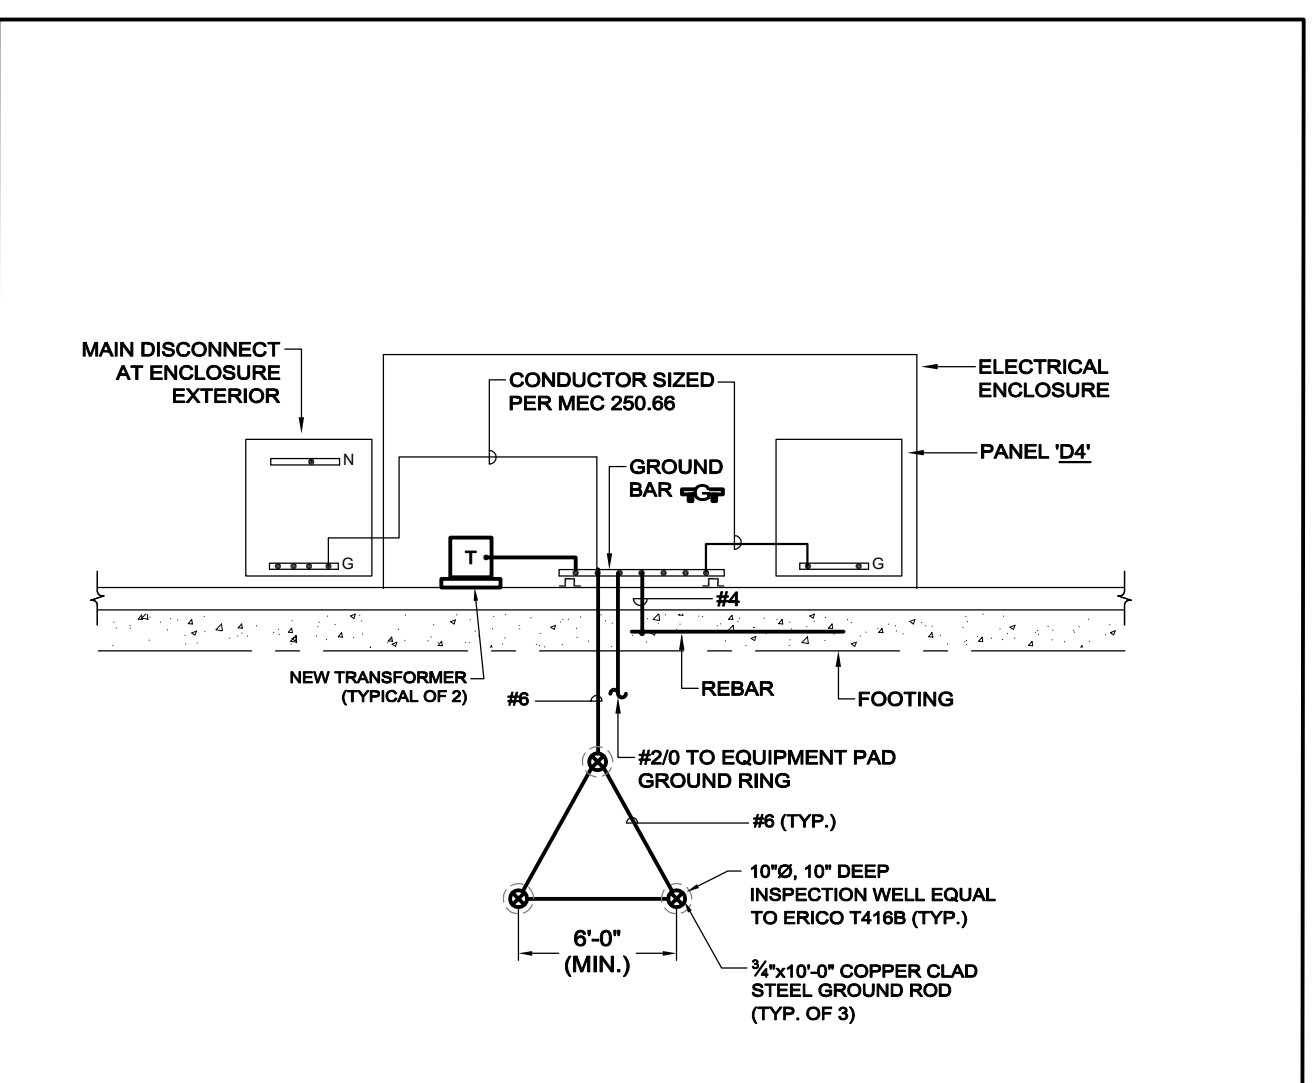 MAIN DISCONNECT
AT ENCLOSURE
EXTERIOR
CONDUCTOR SIZED
PER MEC 250.66
ELECTRICAL
ENCLOSURE
PANEL 'D4'
N
GROUND
BAR G
T
G
G
#4
NEW TRANSFORMER
(TYPICAL OF 2)
#6
REBAR
FOOTING
#2/0 TO EQUIPMENT PAD
GROUND RING
#6 (TYP.)
10"Ø, 10" DEEP
INSPECTION WELL EQUAL
TO ERICO T416B (TYP.)
6'-0"
(MIN.)
¾"x10'-0" COPPER CLAD
STEEL GROUND ROD
(TYP. OF 3)